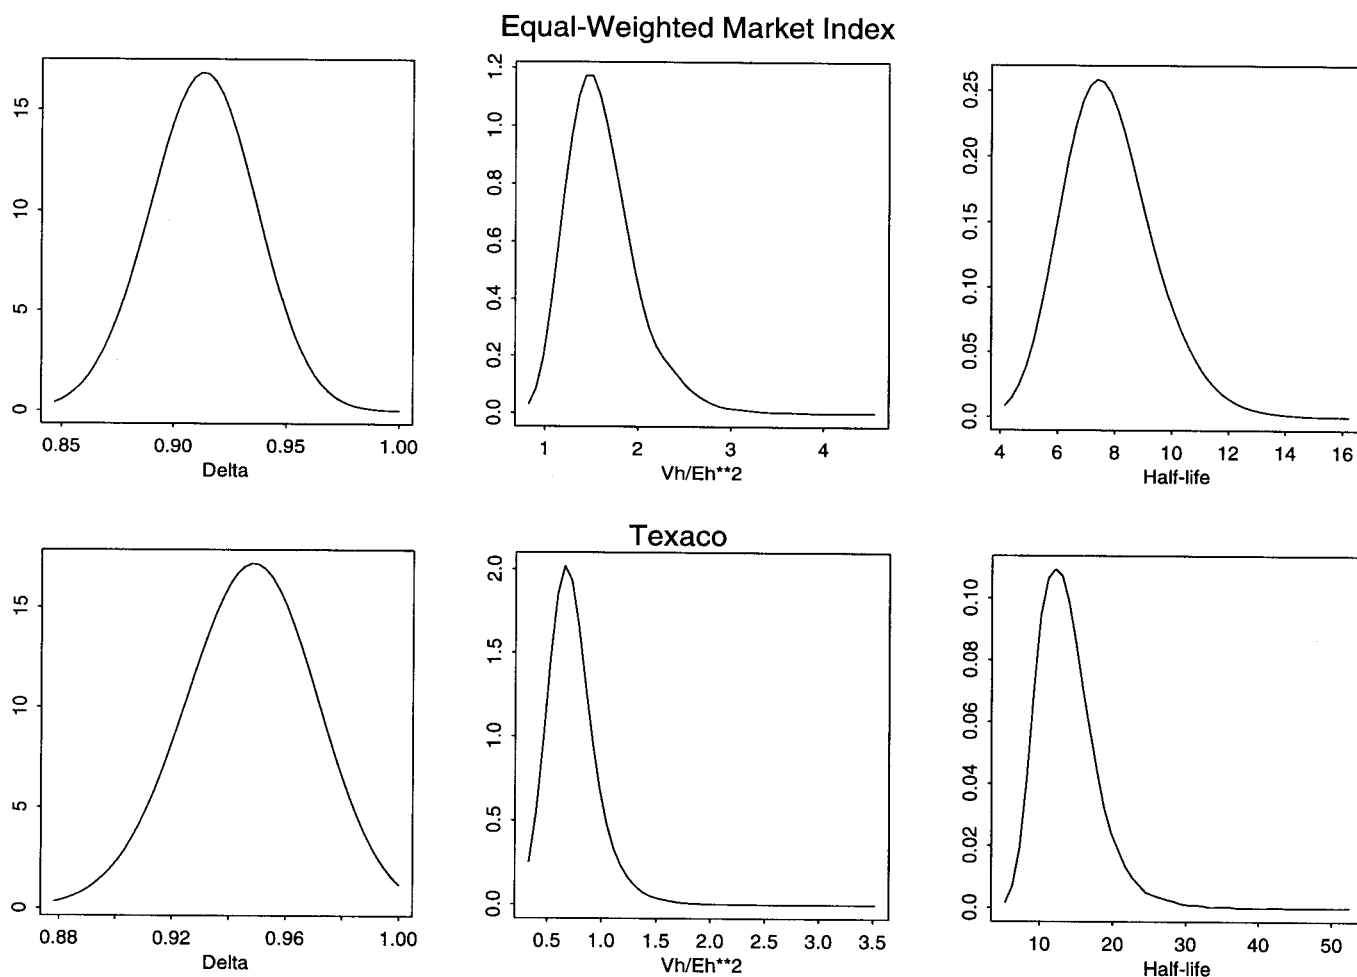 Equal-Weighted Market Index
0 5 10 15
0.85 0.90 0.95 1.00
Delta
0.0 0.2 0.4 0.6 0.8 1.0 1.2
1 2 3 4
Vh/Eh**2
0.0 0.05 0.10 0.15 0.20 0.25
4 6 8 10 12 14 16
Half-life
Texaco
0 5 10 15
0.88 0.92 0.96 1.00
Delta
0.0 0.5 1.0 1.5 2.0
0.5 1.0 1.5 2.0 2.5 3.0 3.5
Vh/Eh**2
0.0 0.02 0.04 0.06 0.08 0.10
10 20 30 40 50
Half-life